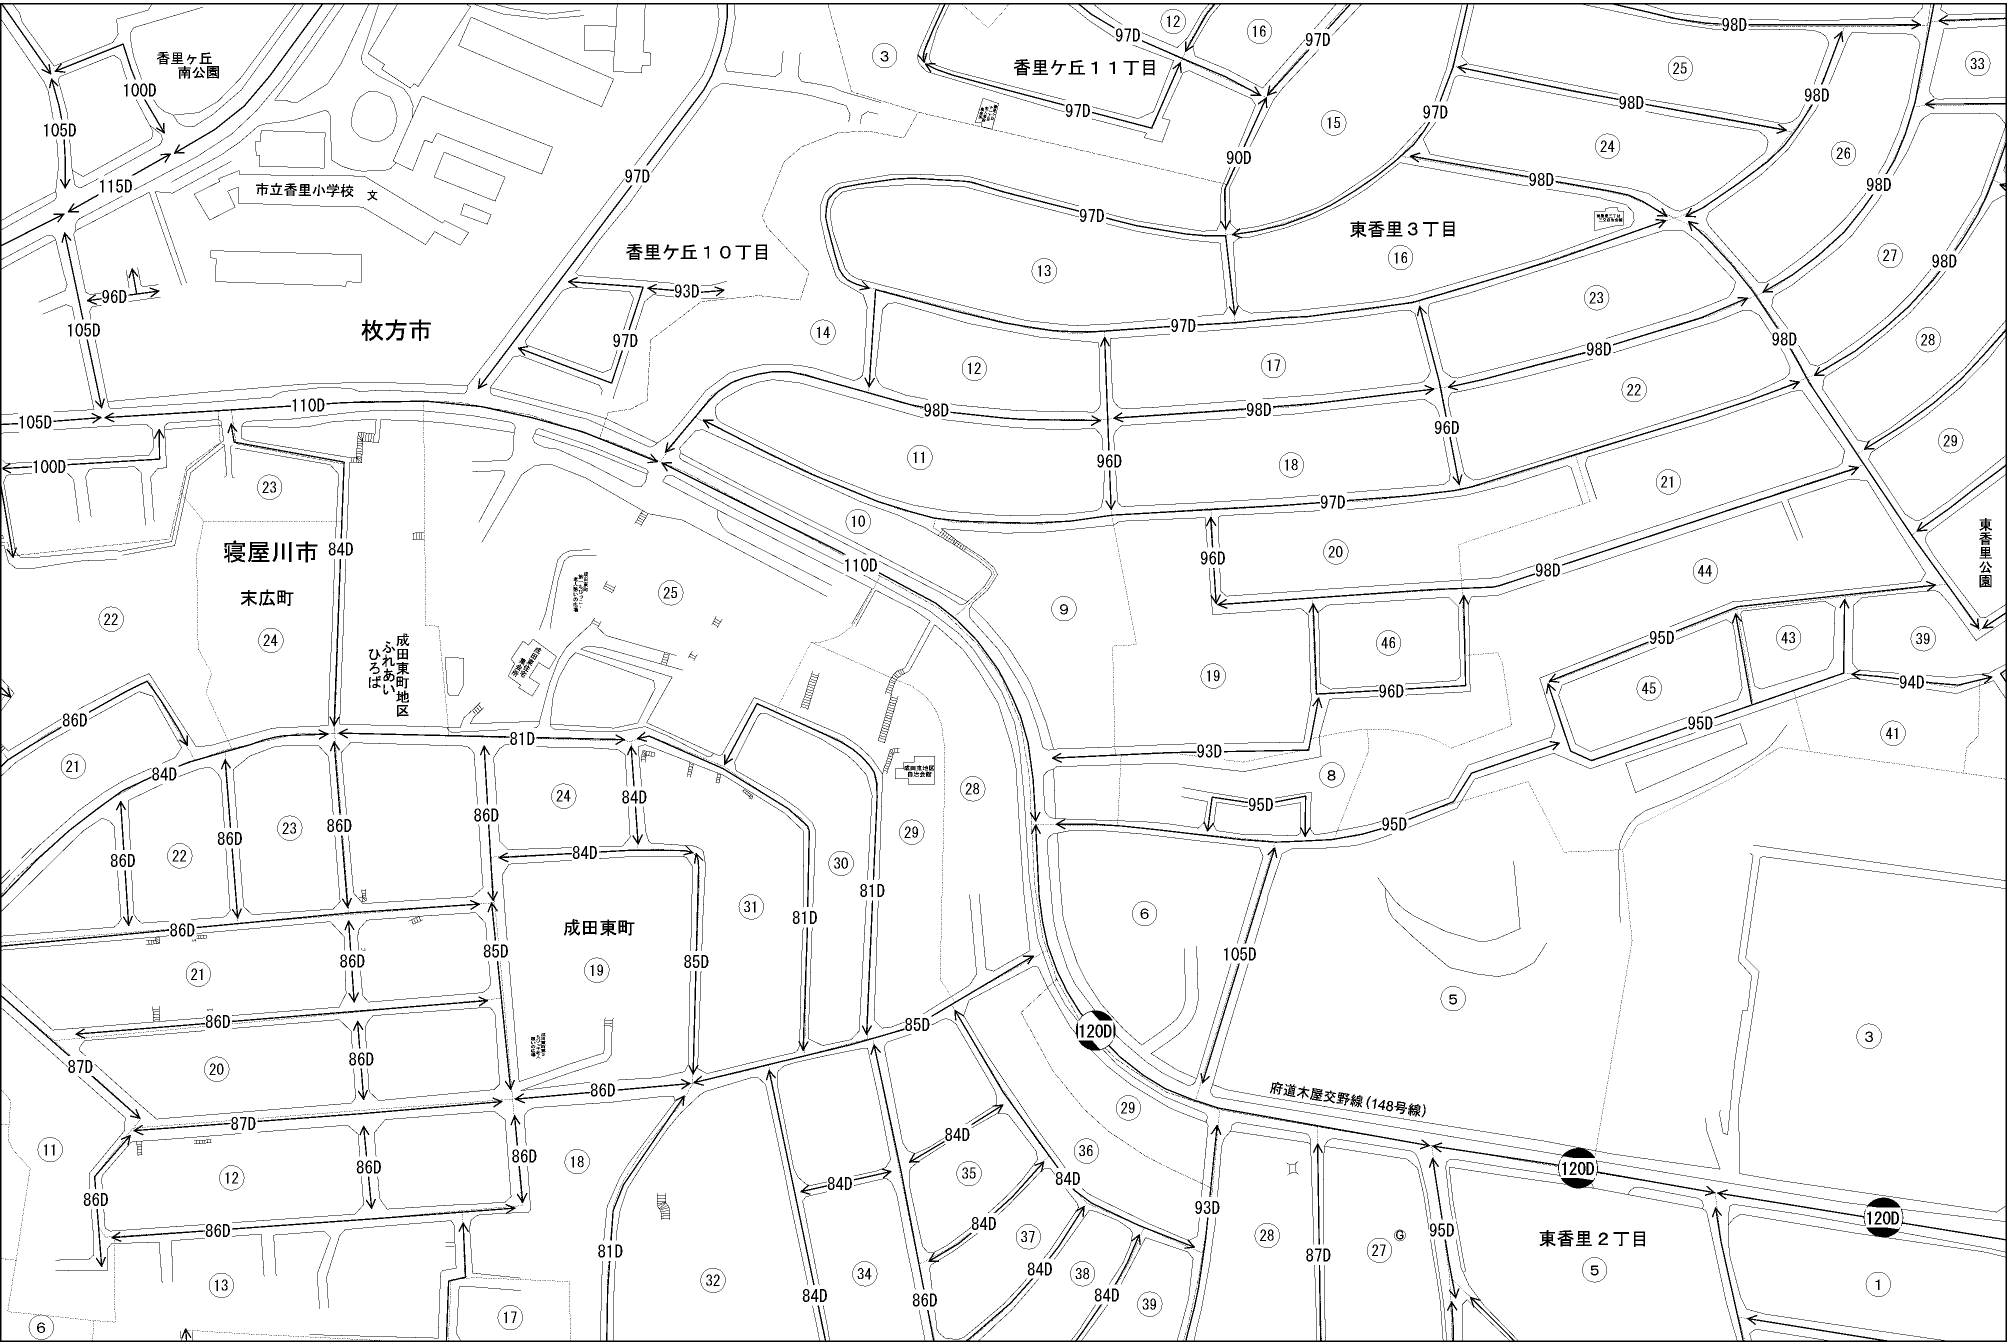 97D
12
16
97D
98D
25
33
3
香里ケ丘
南公園
100D
香里ケ丘１１丁目
98D
98D
105D
97D
97D
15
24
26
90D
115D
市立香里小学校 文
97D
98D
98D
97D
東香里３丁目
16
香里ケ丘１０丁目
13
27
98D
96D
93D
23
105D
枚方市
97D
14
97D
98D
98D
28
12
17
22
110D
98D
98D
105D
96D
29
100D
23
11
96D
18
21
97D
10
84D
寝屋川市
110D
96D
20
98D
44
東香里公園
末広町
25
9
22
24
成田東町地区
ふれあい
ひろば
46
95D
43
39
19
96D
45
94D
86D
81D
93D
95D
41
21
84D
8
成田東地区
自治会館
28
24
84D
95D
95D
86D
86D
86D
23
29
22
86D
84D
30
81D
31
6
81D
86D
成田東町
85D
86D
85D
105D
21
19
5
86D
85D
120D
3
87D
20
86D
86D
府道木屋交野線(148号線)
87D
29
84D
11
86D
18
36
35
120D
12
86D
84D
84D
86D
93D
120D
86D
84D
37
95D
東香里２丁目
81D
28
87D
27
G
5
13
32
34
84D
38
84D
1
84D
86D
39
17
6